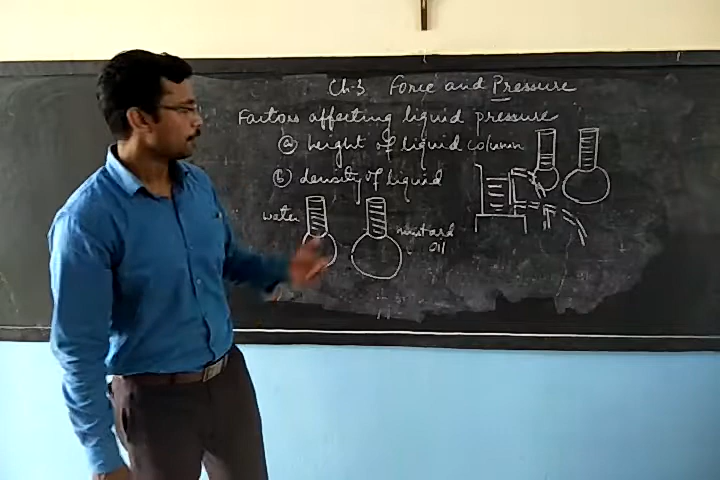 Ch-3 Force and Pressure
Factors affecting liquid pressure
(a) height of liquid column
(b) density of liquid
water
mustard
oil